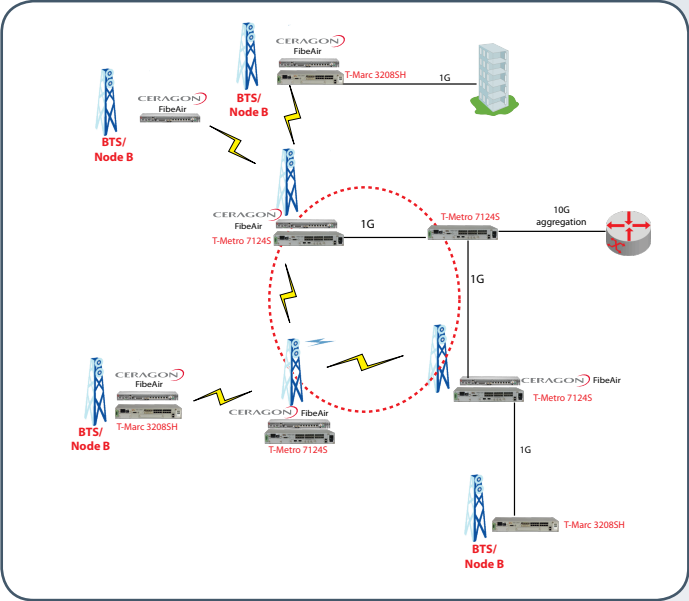 CERAGON
FibeAir
T-Marc 3208SH
1G
BTS/
Node B
CERAGON
FibeAir
BTS/
Node B
CERAGON
FibeAir
T-Metro 7124S
1G
T-Metro 7124S
10G
aggregation
1G
CERAGON
FibeAir
T-Marc 3208SH
BTS/
Node B
CERAGON FibeAir
T-Metro 7124S
CERAGON FibeAir
T-Metro 7124S
1G
T-Marc 3208SH
BTS/
Node B